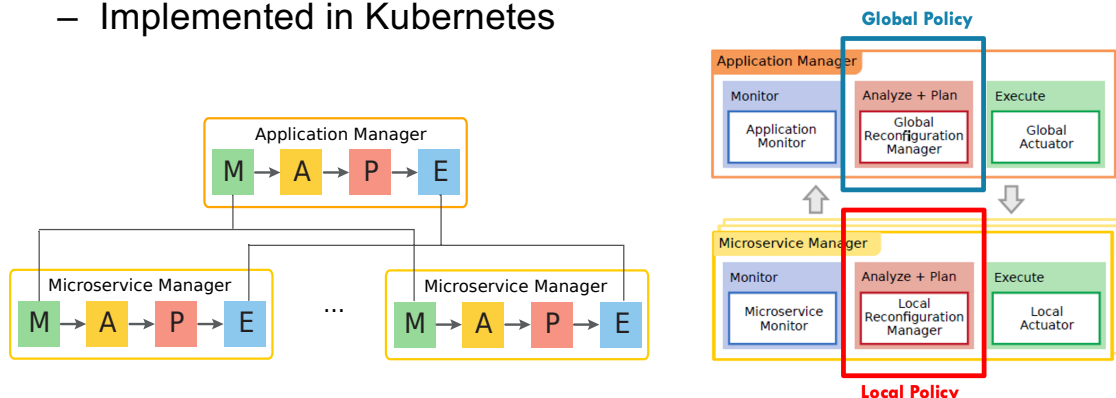 – Implemented in Kubernetes
Application Manager
M A P E
Microservice Manager
M A P E
...
Microservice Manager
M A P E
Global Policy
Application Manager
Monitor
Application
Monitor
Analyze + Plan
Global
Reconfiguration
Manager
Execute
Global
Actuator
Microservice Manager
Monitor
Microservice
Monitor
Analyze + Plan
Local
Reconfiguration
Manager
Execute
Local
Actuator
Local Policy